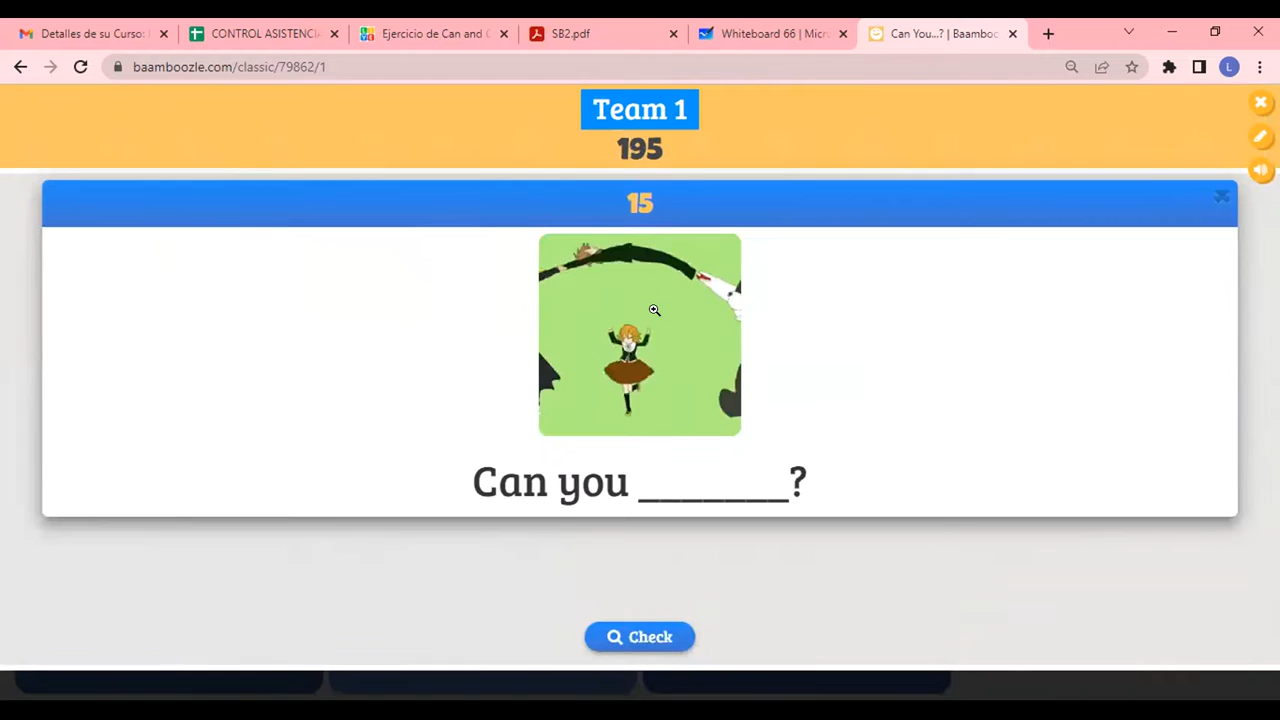 Detalles de su Curso:
CONTROL ASISTENCI
Ejercicio de Can and C
SB2.pdf
Whiteboard 66 | Micr
Can You...? | Baamboo
baamboozle.com/classic/79862/1
L
Team 1
195
15
Can you _______?
Check